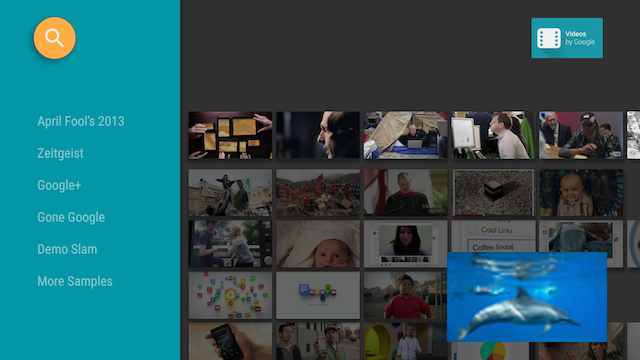 Videos
by Google
April Fool's 2013
Zeitgeist
Google+
Gone Google
Demo Slam
More Samples
Cool Links
Coffee Snobs